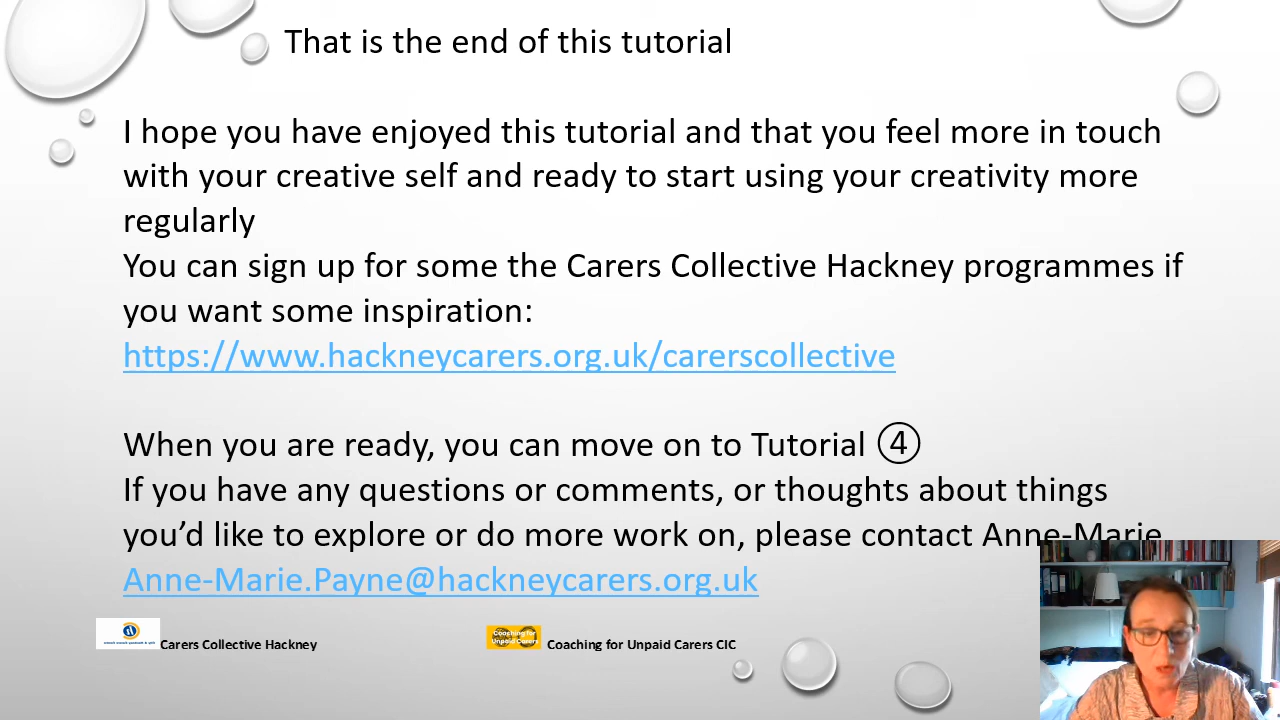 That is the end of this tutorial
I hope you have enjoyed this tutorial and that you feel more in touch
with your creative self and ready to start using your creativity more
regularly
You can sign up for some the Carers Collective Hackney programmes if
you want some inspiration:
https://www.hackneycarers.org.uk/carerscollective
When you are ready, you can move on to Tutorial ④
If you have any questions or comments, or thoughts about things
you’d like to explore or do more work on, please contact Anne-Marie
Anne-Marie.Payne@hackneycarers.org.uk
Carers Collective Hackney
Coaching for
Unpaid Carers
Coaching for Unpaid Carers CIC